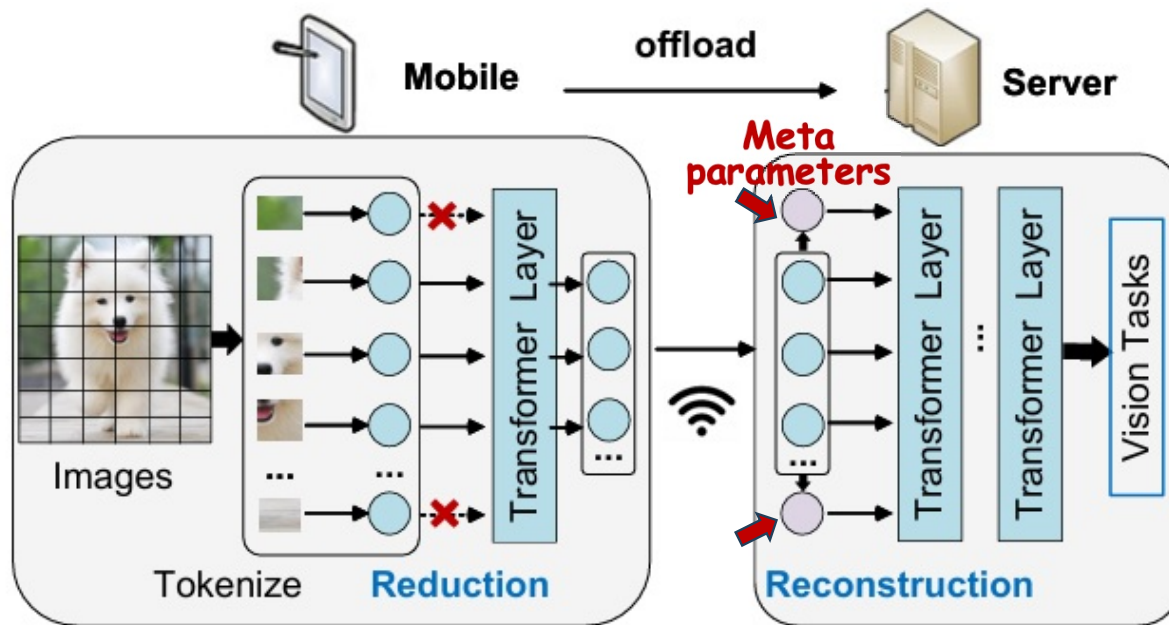 offload
Mobile
Server
Meta
parameters
Images
...
...
Transformer Layer
...
Tokenize
Reduction
...
Transformer Layer
...
Transformer Layer
Vision Tasks
Reconstruction